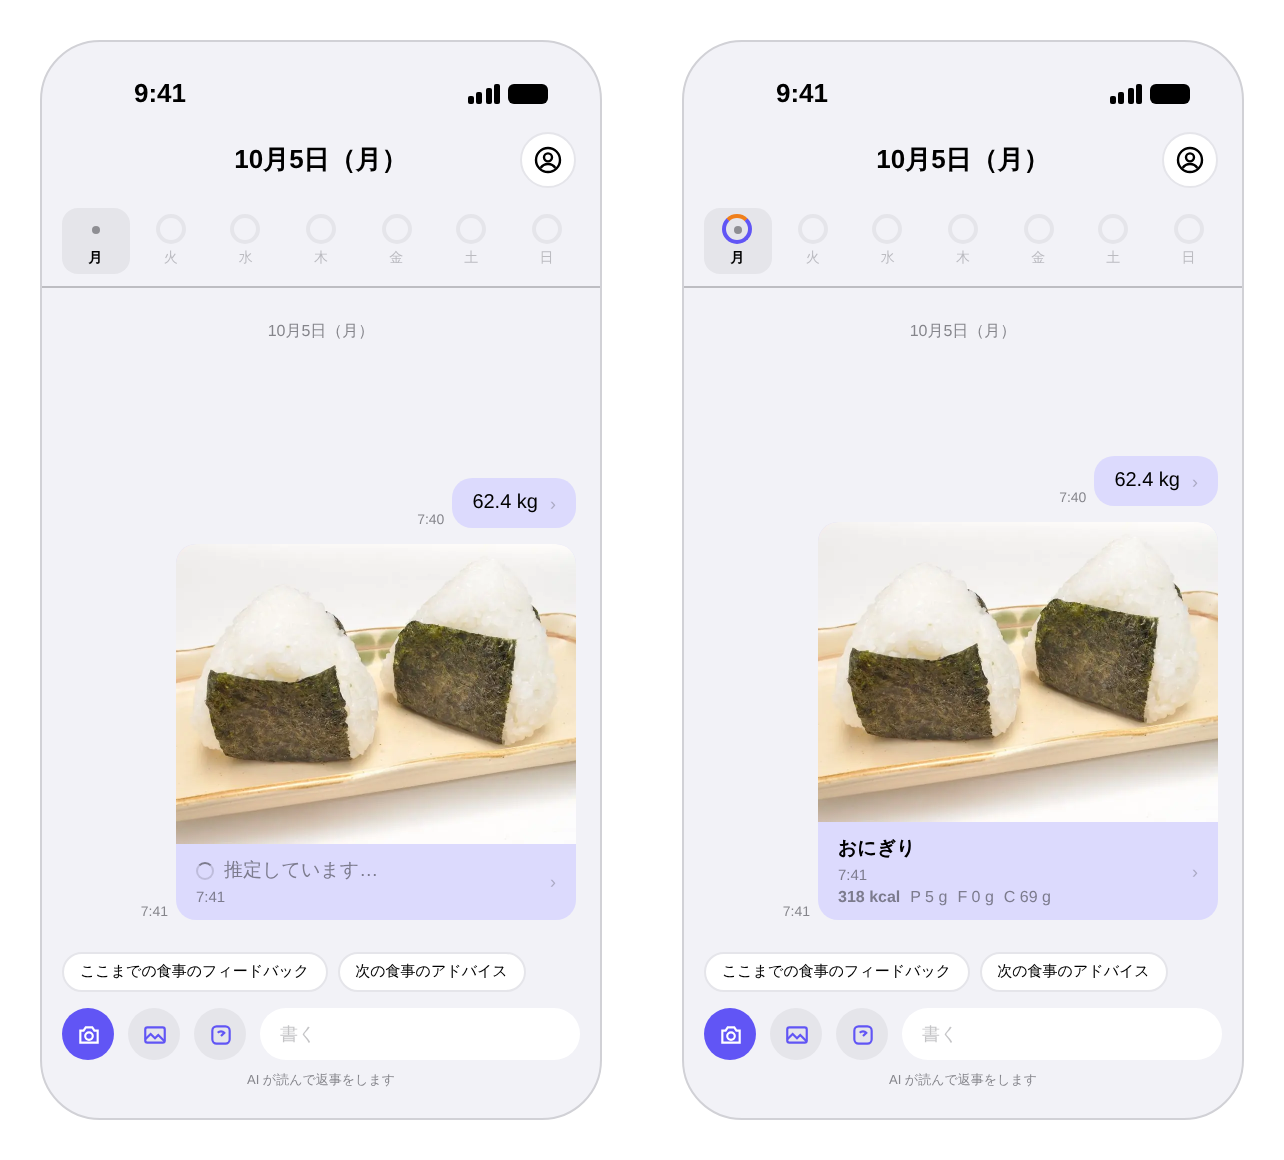 9:41
10月5日（月）
月 火 水 木 金 土 日
10月5日（月）
62.4 kg
7:40
推定しています…
7:41
7:41
ここまでの食事のフィードバック
次の食事のアドバイス
書く
AI が読んで返事をします
9:41
10月5日（月）
月 火 水 木 金 土 日
10月5日（月）
62.4 kg
7:40
おにぎり
7:41
318 kcal P 5 g F 0 g C 69 g
7:41
ここまでの食事のフィードバック
次の食事のアドバイス
書く
AI が読んで返事をします